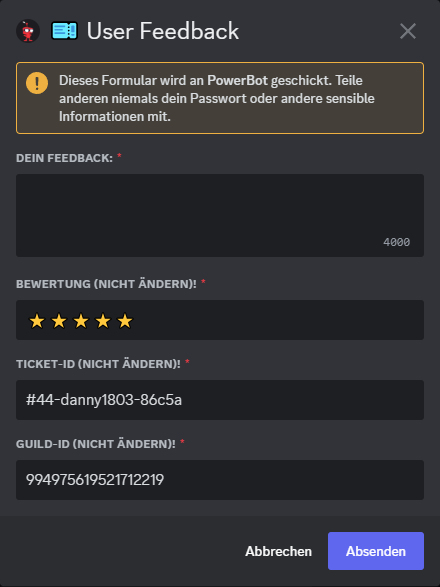 User Feedback
Dieses Formular wird an PowerBot geschickt. Teile
anderen niemals dein Passwort oder andere sensible
Informationen mit.
DEIN FEEDBACK: *
4000
BEWERTUNG (NICHT ÄNDERN)! *
TICKET-ID (NICHT ÄNDERN)! *
#44-danny1803-86c5a
GUILD-ID (NICHT ÄNDERN)! *
994975619521712219
Abbrechen Absenden